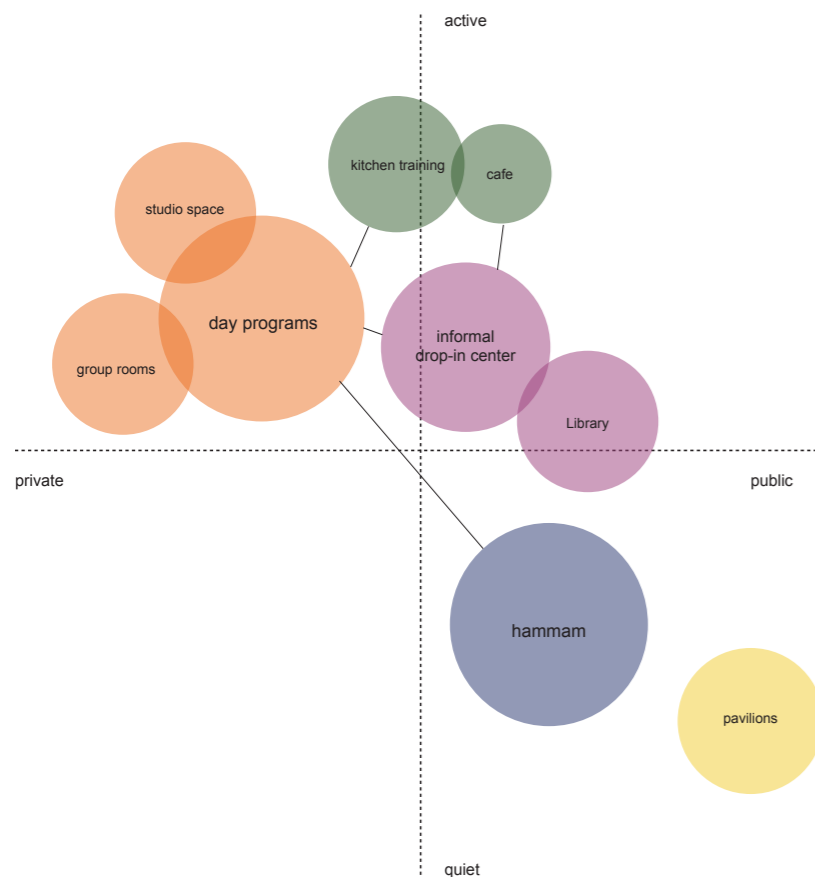 active
kitchen training
cafe
studio space
day programs
informal
drop-in center
group rooms
Library
private
public
hammam
pavilions
quiet